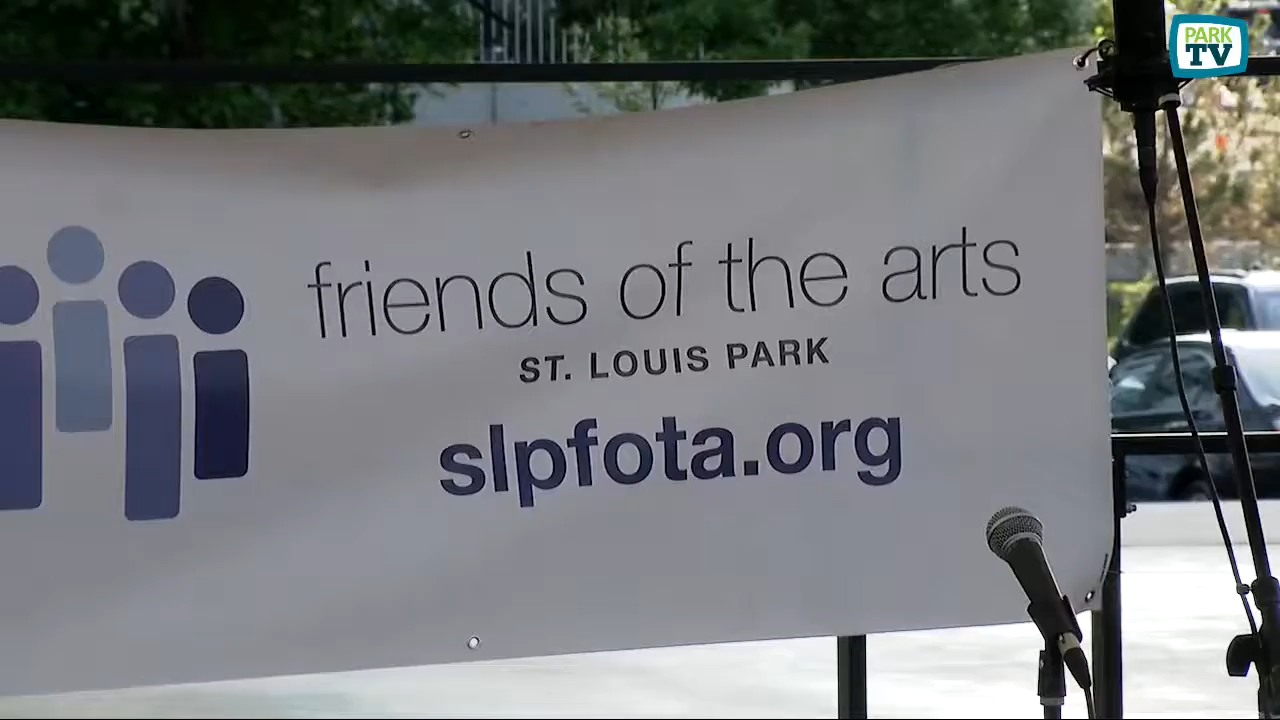 PARK
TV
friends of the arts
ST. LOUIS PARK
slpfota.org